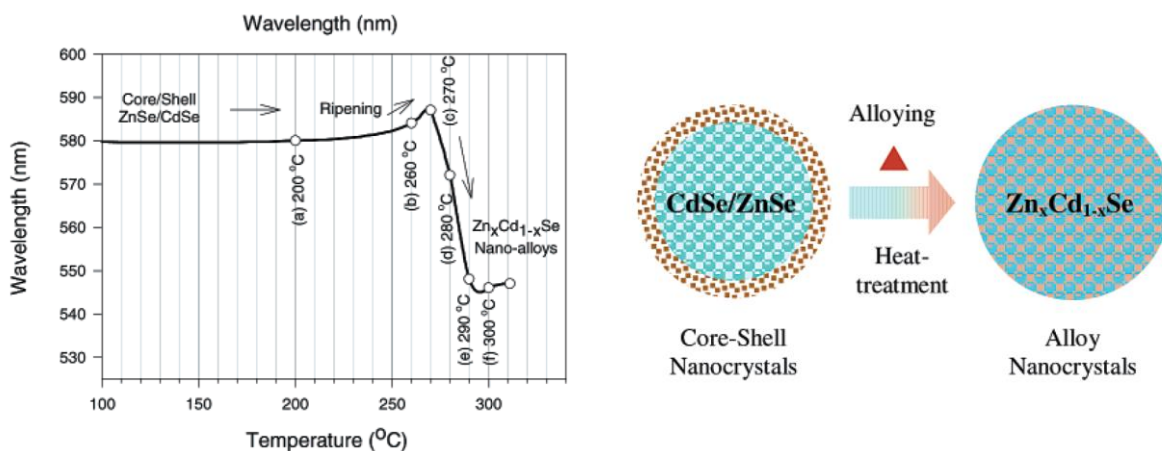 Wavelength (nm)
600
590
580
570
560
550
540
530
Wavelength (nm)
Core/Shell
ZnSe/CdSe
Ripening
(a) 200 °C
(b) 260 °C
(c) 270 °C
(d) 280 °C
(e) 290 °C
(f) 300 °C
ZnxCd1-xSe
Nano-alloys
100 150 200 250 300
Temperature (°C)
CdSe/ZnSe
Core-Shell
Nanocrystals
Alloying
Heat-
treatment
ZnxCd1-xSe
Alloy
Nanocrystals